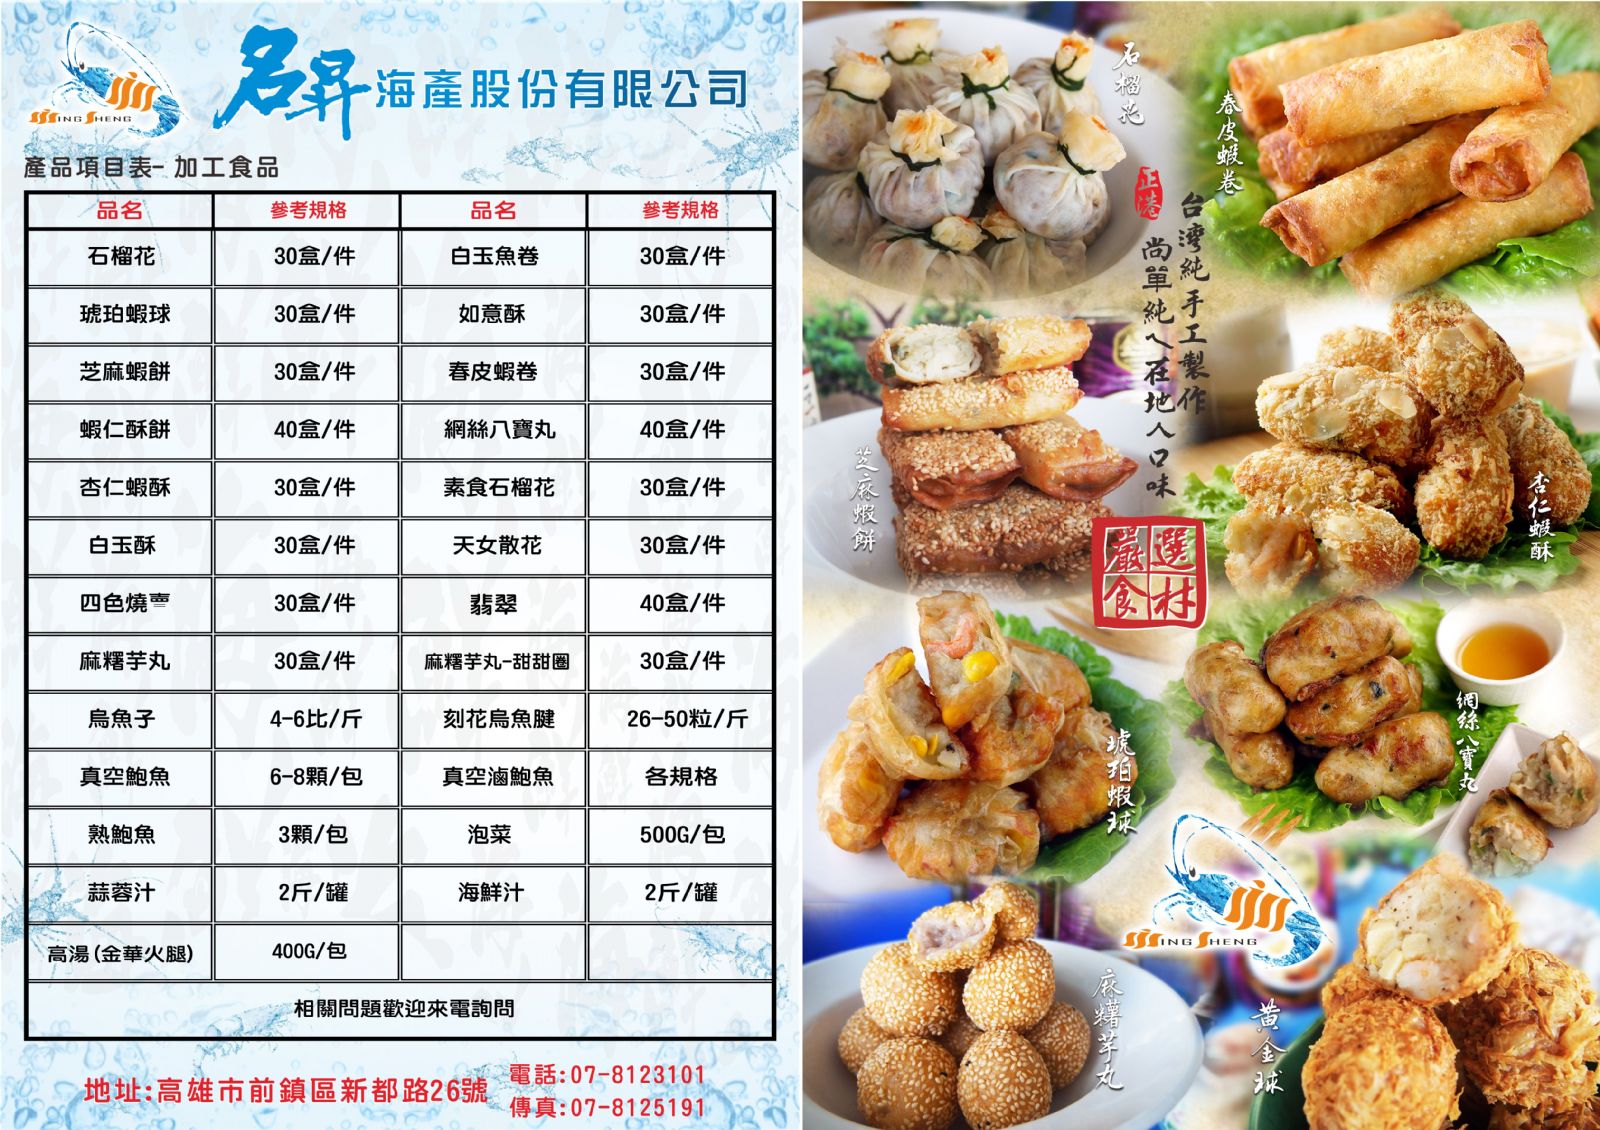 MING SHENG
名昇海產股份有限公司
產品項目表- 加工食品
品名 參考規格 品名 參考規格
石榴花 30盒/件 白玉魚卷 30盒/件
琥珀蝦球 30盒/件 如意酥 30盒/件
芝麻蝦餅 30盒/件 春皮蝦卷 30盒/件
蝦仁酥餅 40盒/件 網絲八寶丸 40盒/件
杏仁蝦酥 30盒/件 素食石榴花 30盒/件
白玉酥 30盒/件 天女散花 30盒/件
四色燒賣 30盒/件 翡翠 40盒/件
麻糬芋丸 30盒/件 麻糬芋丸-甜甜圈 30盒/件
烏魚子 4-6比/斤 刻花烏魚腱 26-50粒/斤
真空鮑魚 6-8顆/包 真空滷鮑魚 各規格
熟鮑魚 3顆/包 泡菜 500G/包
蒜蓉汁 2斤/罐 海鮮汁 2斤/罐
高湯(金華火腿) 400G/包
相關問題歡迎來電詢問
地址:高雄市前鎮區新都路26號
電話:07-8123101
傳真:07-8125191
石榴花
春皮蝦卷
正港
台灣純手工製作
尚單純ㄟ在地人口味
芝麻蝦餅
杏仁蝦酥
嚴選
食材
琥珀蝦球
網絲八寶丸
MING SHENG
麻糬芋丸
黃金球